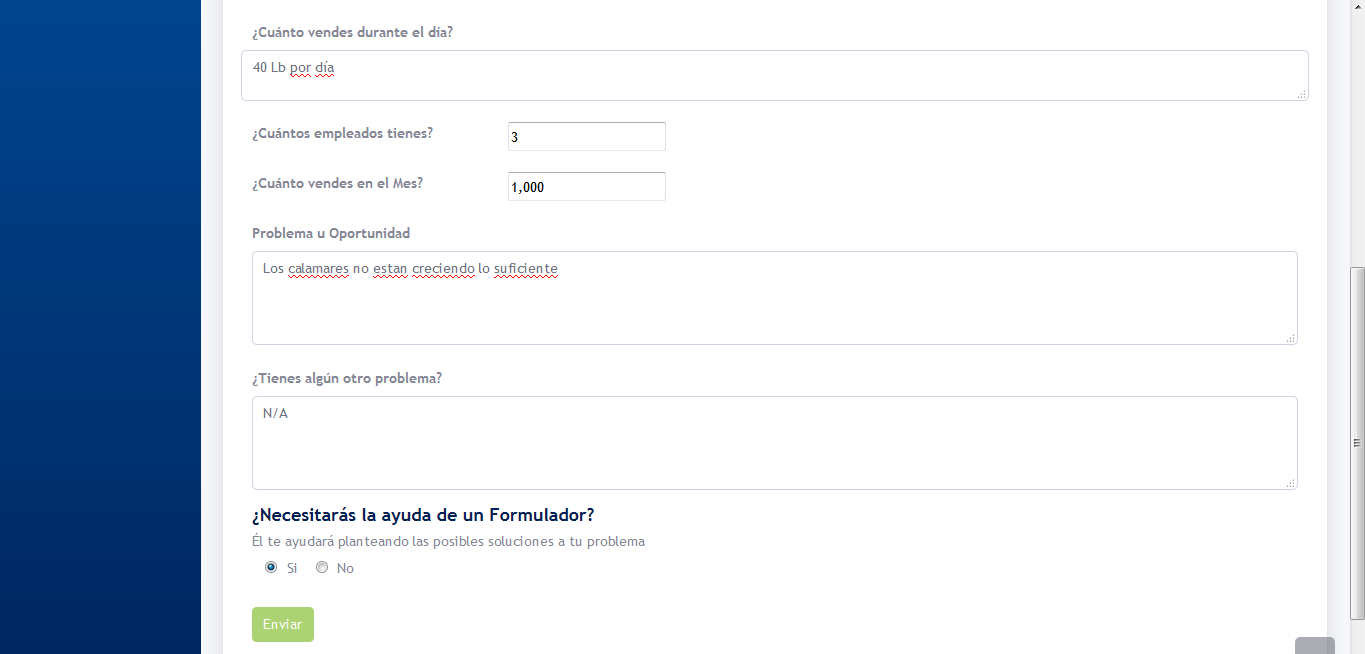 ¿Cuánto vendes durante el día?
40 Lb por día
¿Cuántos empleados tienes? 3
¿Cuánto vendes en el Mes? 1,000
Problema u Oportunidad
Los calamares no estan creciendo lo suficiente
¿Tienes algún otro problema?
N/A
¿Necesitarás la ayuda de un Formulador?
Él te ayudará planteando las posibles soluciones a tu problema
Si No
Enviar